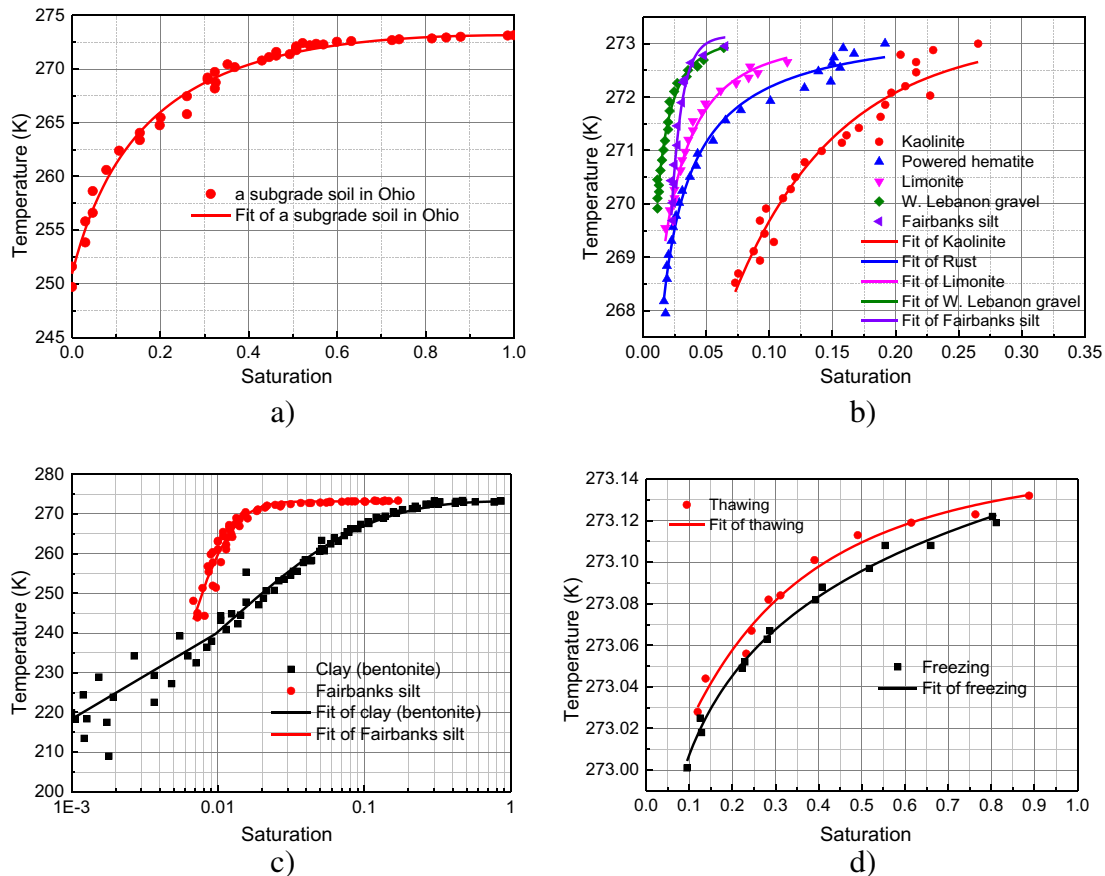 275
270
265
260
255
250
245
Temperature (K)
a subgrade soil in Ohio
Fit of a subgrade soil in Ohio
0.0 0.2 0.4 0.6 0.8 1.0
Saturation
a)
273
272
271
270
269
268
Temperature (K)
Kaolinite
Powered hematite
Limonite
W. Lebanon gravel
Fairbanks silt
Fit of Kaolinite
Fit of Rust
Fit of Limonite
Fit of W. Lebanon gravel
Fit of Fairbanks silt
0.00 0.05 0.10 0.15 0.20 0.25 0.30 0.35
Saturation
b)
280
270
260
250
240
230
220
210
200
Temperature (K)
Clay (bentonite)
Fairbanks silt
Fit of clay (bentonite)
Fit of Fairbanks silt
1E-3 0.01 0.1 1
Saturation
c)
273.14
273.12
273.10
273.08
273.06
273.04
273.02
273.00
Temperature (K)
Thawing
Fit of thawing
Freezing
Fit of freezing
0.0 0.1 0.2 0.3 0.4 0.5 0.6 0.7 0.8 0.9 1.0
Saturation
d)